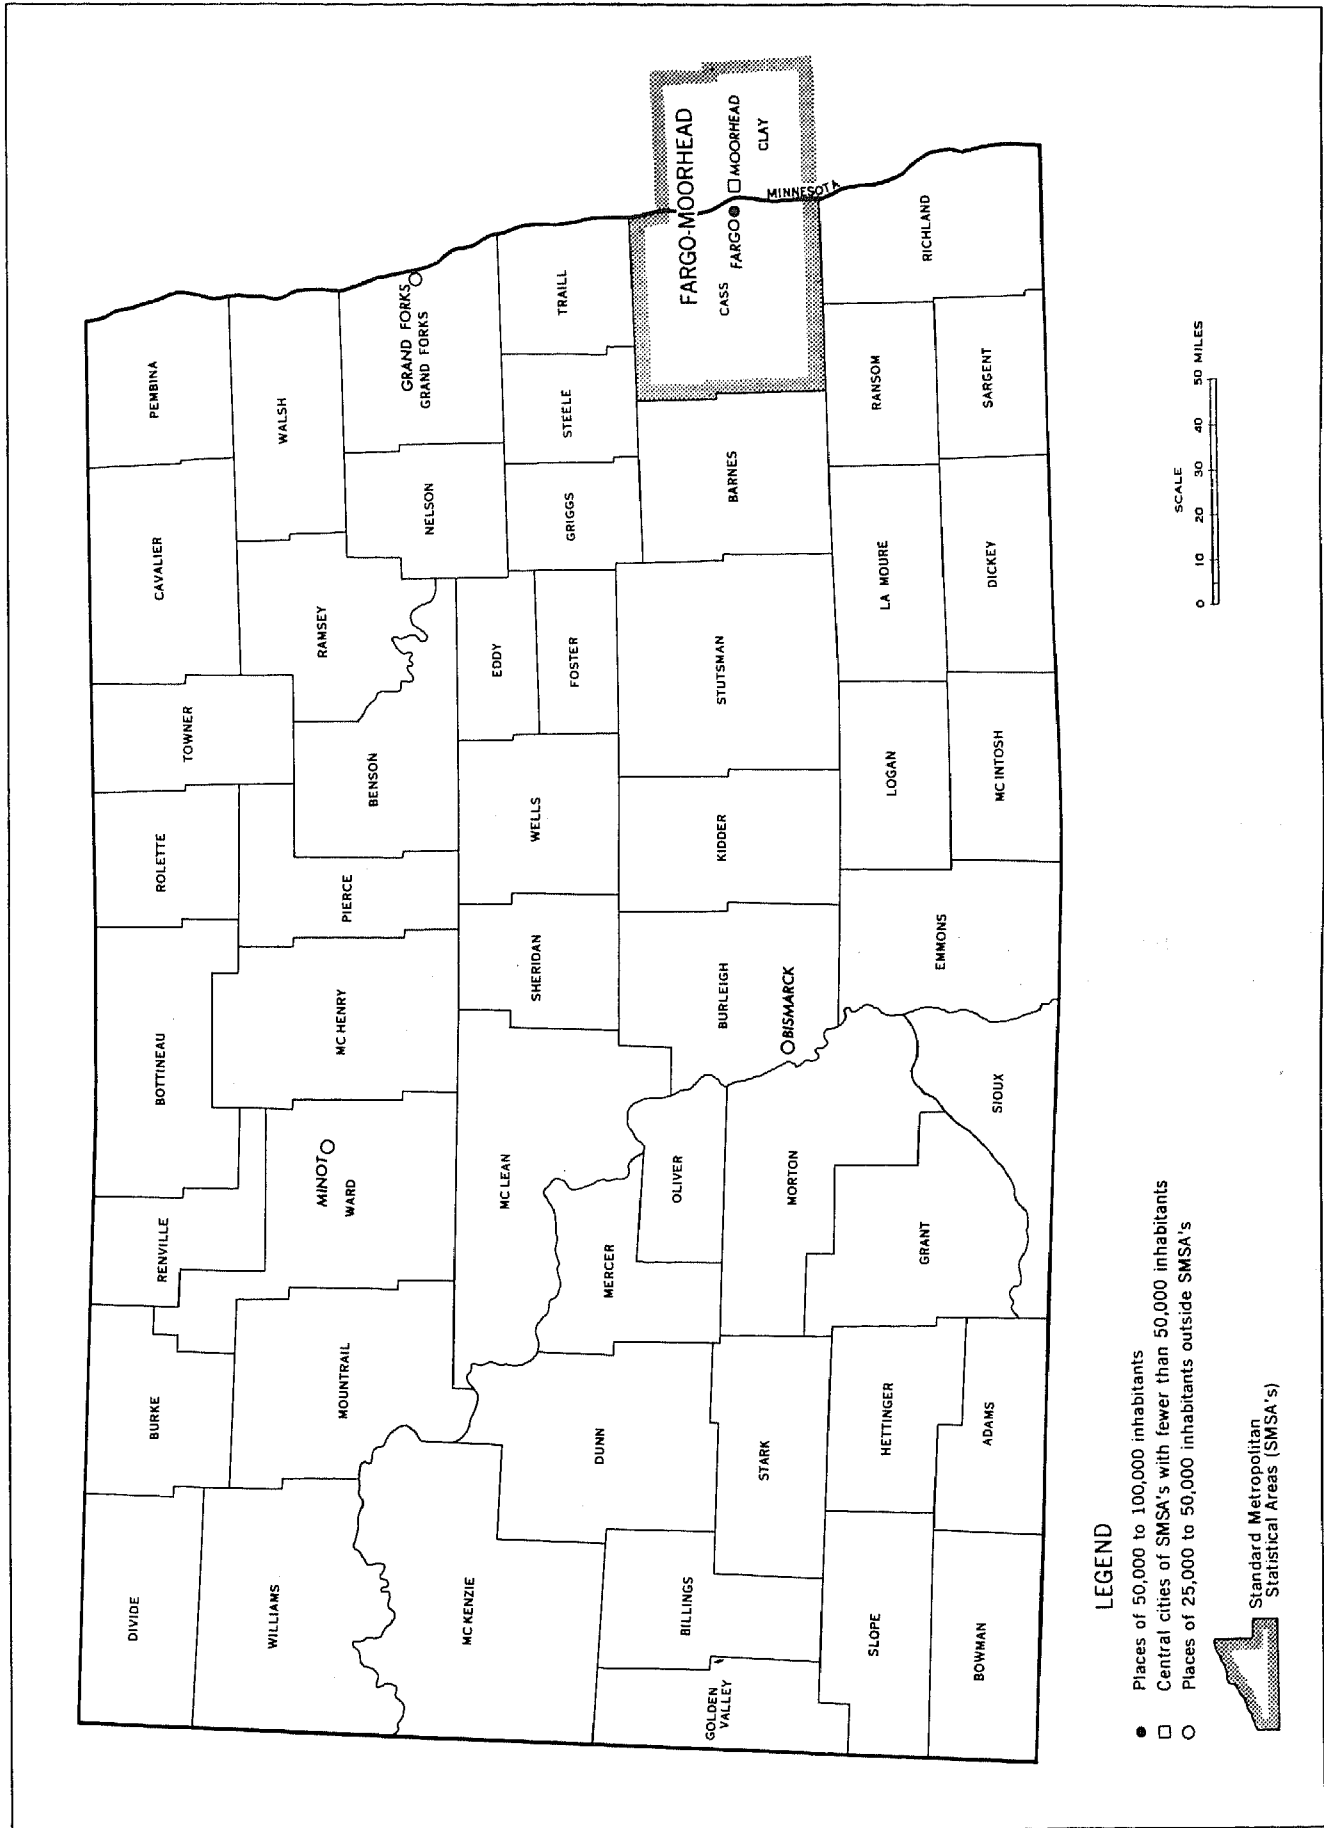 DIVIDE
BURKE
RENVILLE
BOTTINEAU
ROLETTE
TOWNER
CAVALIER
PEMBINA
WILLIAMS
MOUNTRAIL
MINOT
WARD
MC HENRY
PIERCE
BENSON
RAMSEY
WALSH
NELSON
GRAND FORKS
GRAND FORKS
MC KENZIE
DUNN
MERCER
MC LEAN
SHERIDAN
WELLS
EDDY
FOSTER
GRIGGS
STEELE
TRAILL
GOLDEN
VALLEY
BILLINGS
STARK
OLIVER
MORTON
BURLEIGH
BISMARCK
KIDDER
STUTSMAN
BARNES
FARGO-MOORHEAD
CASS
FARGO
MOORHEAD
CLAY
MINNESOTA
SLOPE
HETTINGER
GRANT
SIOUX
EMMONS
LOGAN
LA MOURE
RANSOM
RICHLAND
BOWMAN
ADAMS
MC INTOSH
DICKEY
SARGENT
LEGEND
Places of 50,000 to 100,000 inhabitants
Central cities of SMSA's with fewer than 50,000 inhabitants
Places of 25,000 to 50,000 inhabitants outside SMSA's
Standard Metropolitan
Statistical Areas (SMSA's)
SCALE
0 10 20 30 40 50 MILES